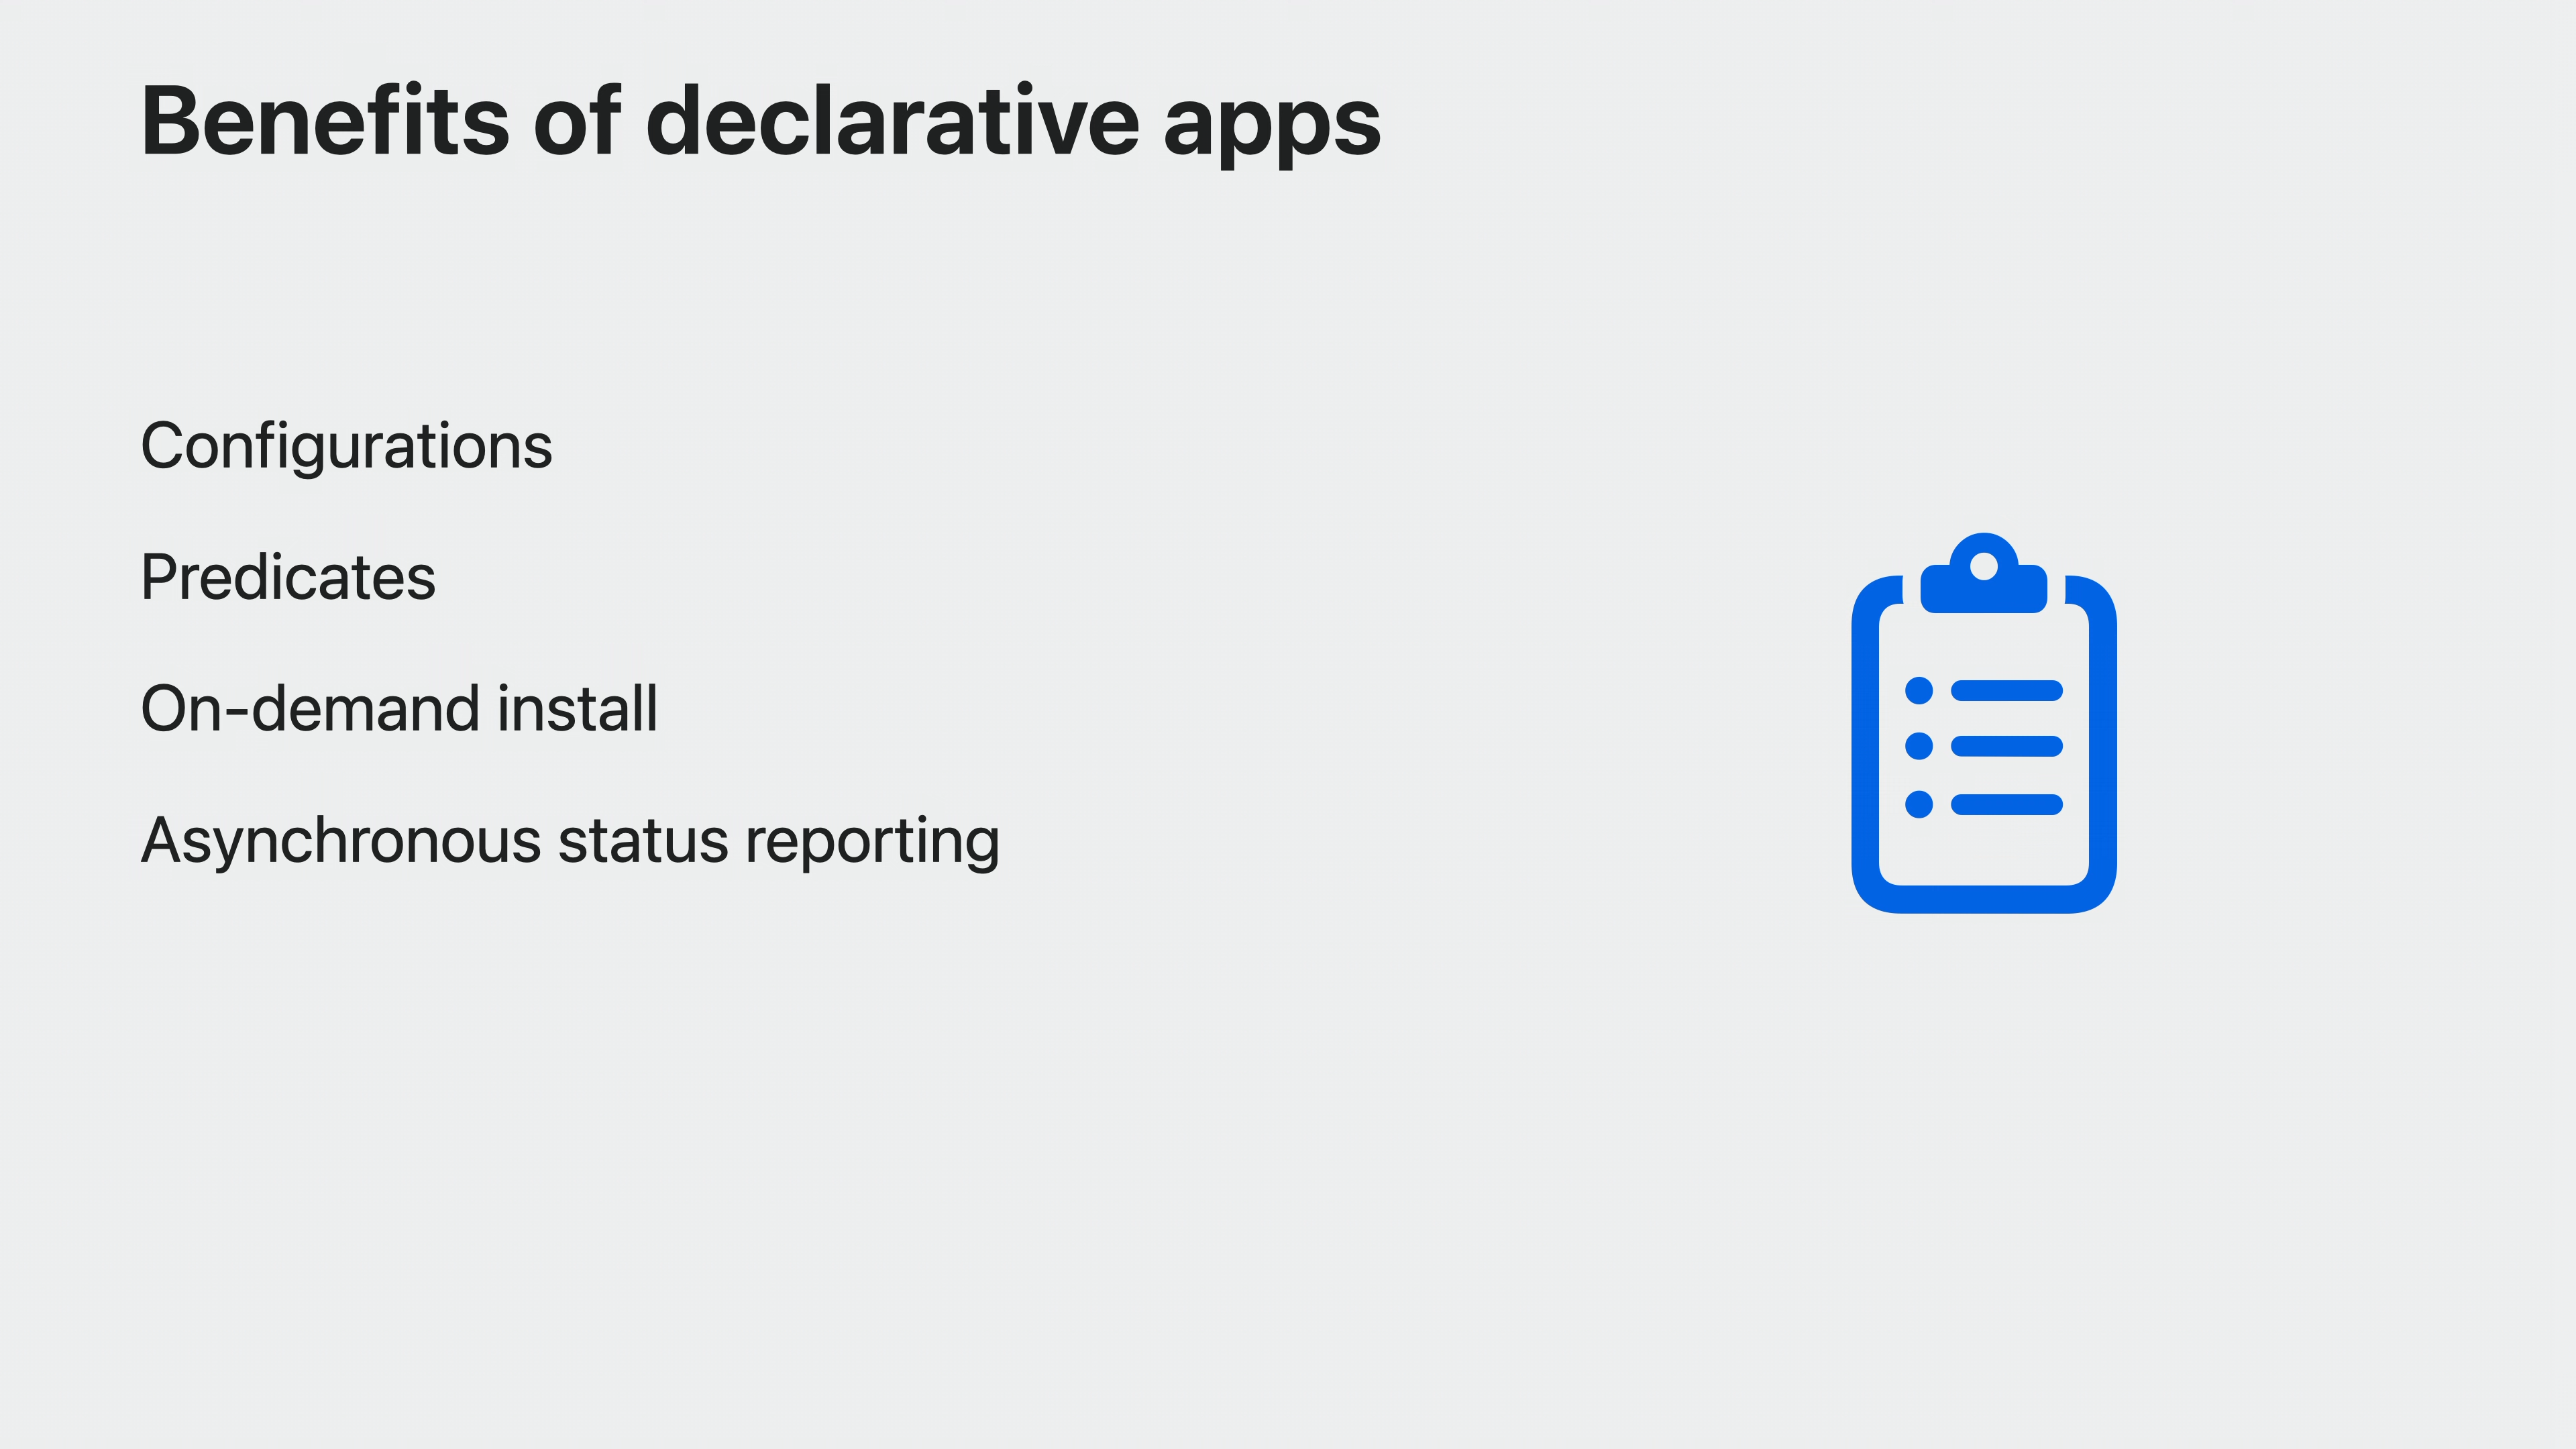 Benefits of declarative apps
Configurations
Predicates
On-demand install
Asynchronous status reporting